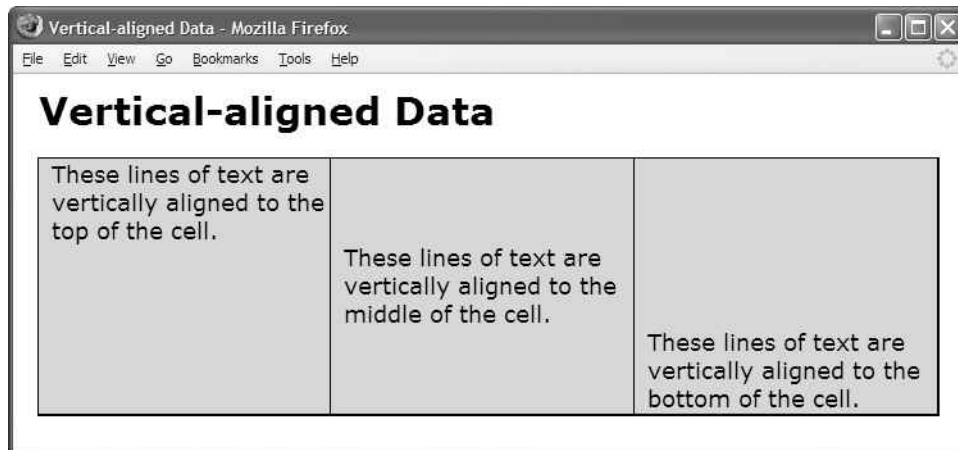 Vertical-aligned Data - Mozilla Firefox
File Edit View Go Bookmarks Tools Help
Vertical-aligned Data
These lines of text are
vertically aligned to the
top of the cell.
These lines of text are
vertically aligned to the
middle of the cell.
These lines of text are
vertically aligned to the
bottom of the cell.